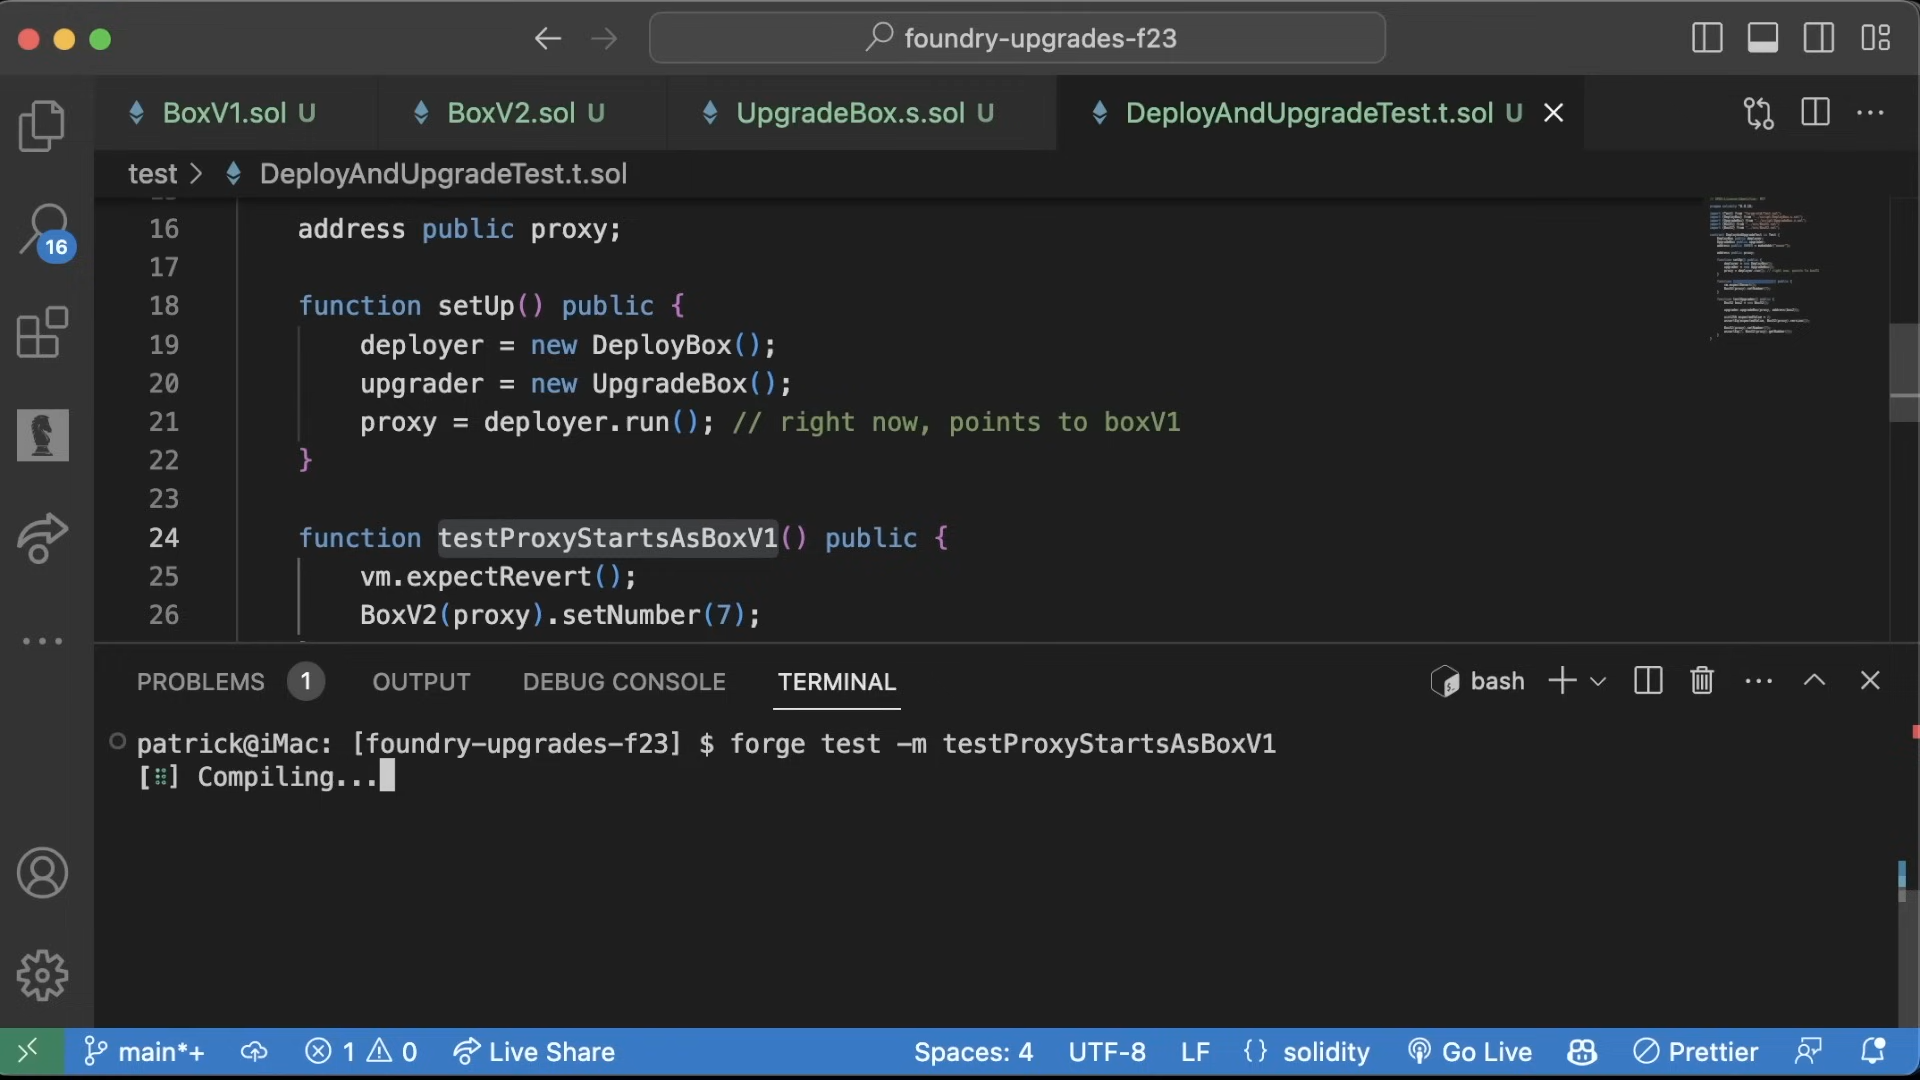 foundry-upgrades-f23
BoxV1.sol U
BoxV2.sol U
UpgradeBox.s.sol U
DeployAndUpgradeTest.t.sol U
test > DeployAndUpgradeTest.t.sol
16 address public proxy;
17
18 function setUp() public {
19 deployer = new DeployBox();
20 upgrader = new UpgradeBox();
21 proxy = deployer.run(); // right now, points to boxV1
22 }
23
24 function testProxyStartsAsBoxV1() public {
25 vm.expectRevert();
26 BoxV2(proxy).setNumber(7);
16
PROBLEMS 1 OUTPUT DEBUG CONSOLE TERMINAL
bash
patrick@iMac: [foundry-upgrades-f23] $ forge test -m testProxyStartsAsBoxV1
[⠿] Compiling...
main*+ 1 0 Live Share
Spaces: 4 UTF-8 LF {} solidity Go Live Prettier